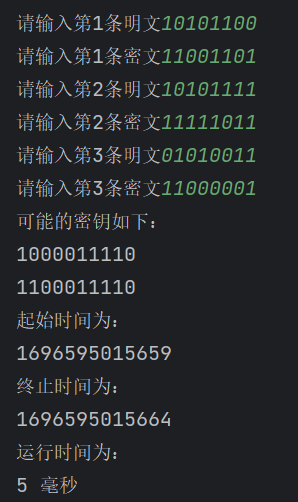 请输入第1条明文10101100
请输入第1条密文11001101
请输入第2条明文10101111
请输入第2条密文11111011
请输入第3条明文01010011
请输入第3条密文11000001
可能的密钥如下：
1000011110
1100011110
起始时间为：
1696595015659
终止时间为：
1696595015664
运行时间为：
5 毫秒